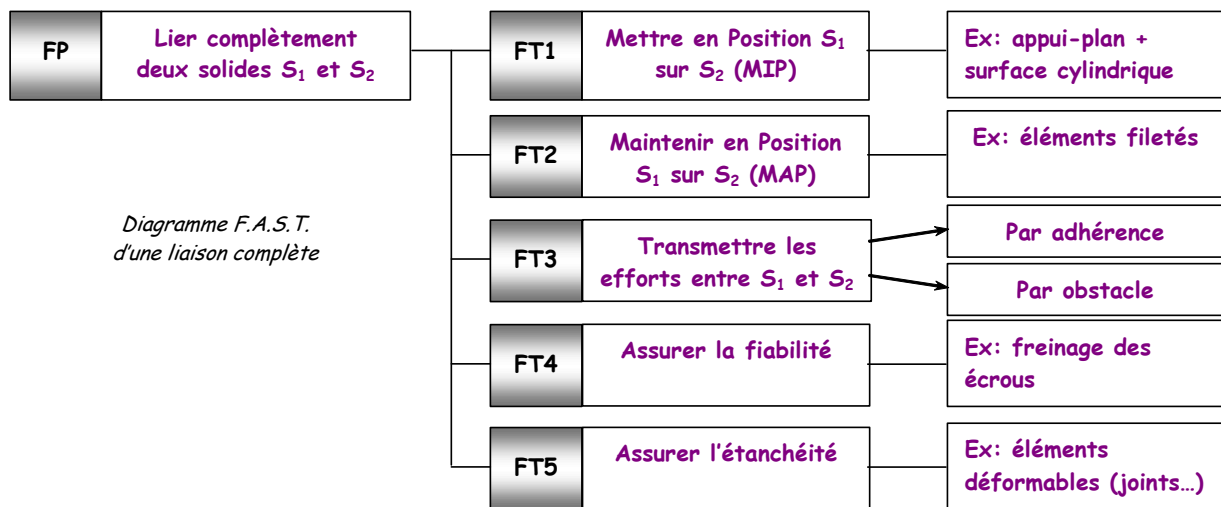 FP
Lier complètement
deux solides S₁ et S₂
FT1
Mettre en Position S₁
sur S₂ (MIP)
Ex: appui-plan +
surface cylindrique
FT2
Maintenir en Position
S₁ sur S₂ (MAP)
Ex: éléments filetés
Diagramme F.A.S.T.
d'une liaison complète
FT3
Transmettre les
efforts entre S₁ et S₂
Par adhérence
Par obstacle
FT4
Assurer la fiabilité
Ex: freinage des
écrous
FT5
Assurer l'étanchéité
Ex: éléments
déformables (joints…)